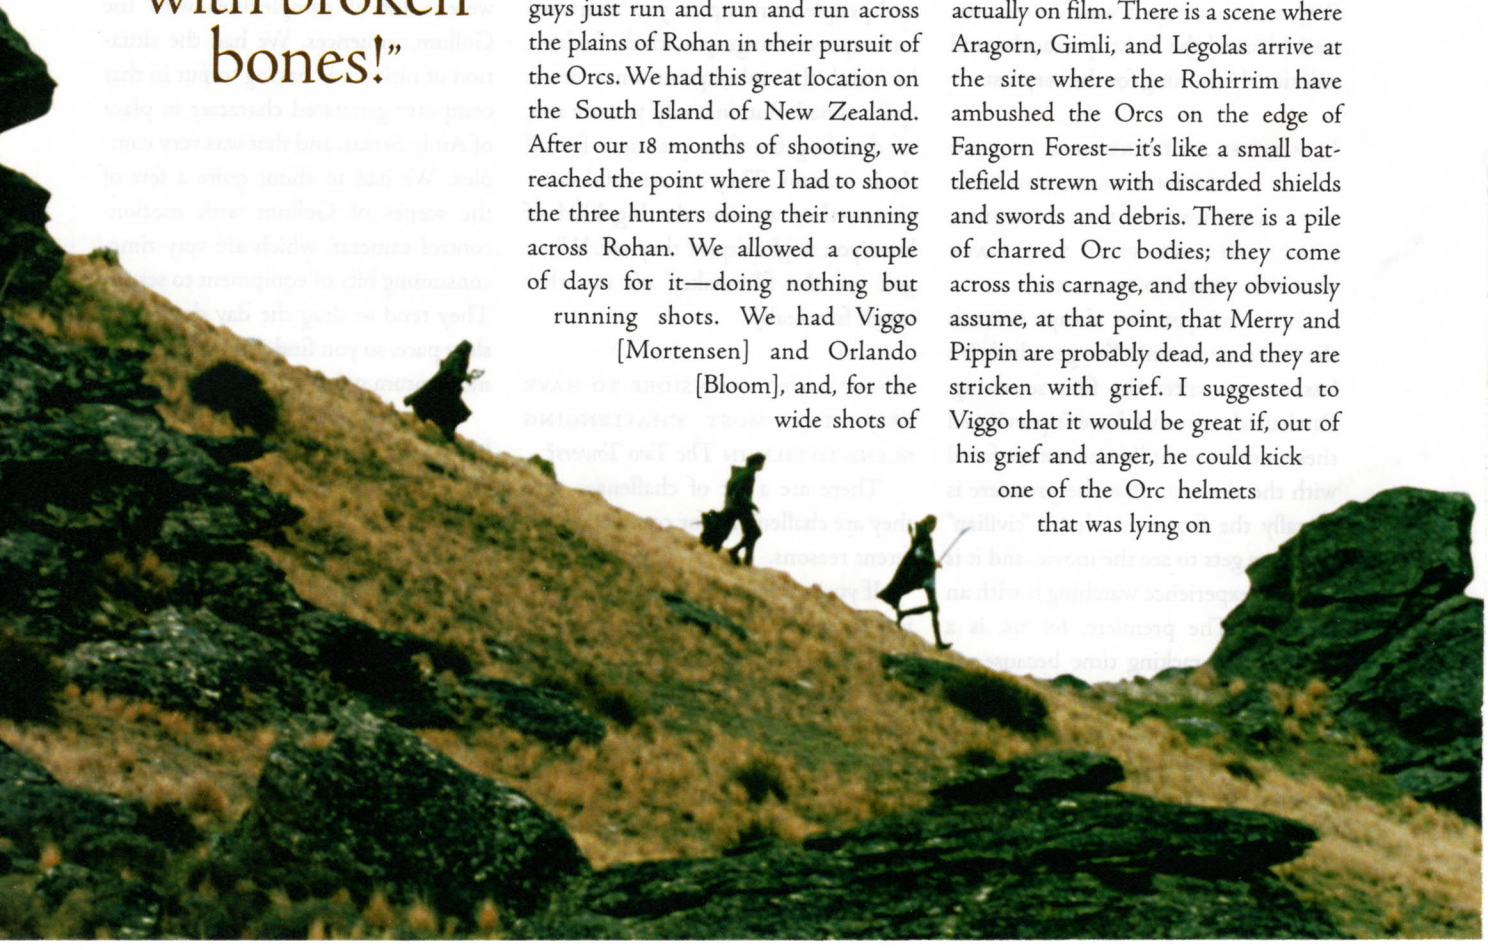 with broken
bones!"
guys just run and run and run across
the plains of Rohan in their pursuit of
the Orcs. We had this great location on
the South Island of New Zealand.
After our 18 months of shooting, we
reached the point where I had to shoot
the three hunters doing their running
across Rohan. We allowed a couple
of days for it—doing nothing but
running shots. We had Viggo
[Mortensen] and Orlando
[Bloom], and, for the
wide shots of
actually on film. There is a scene where
Aragorn, Gimli, and Legolas arrive at
the site where the Rohirrim have
ambushed the Orcs on the edge of
Fangorn Forest—it's like a small bat-
tlefield strewn with discarded shields
and swords and debris. There is a pile
of charred Orc bodies; they come
across this carnage, and they obviously
assume, at that point, that Merry and
Pippin are probably dead, and they are
stricken with grief. I suggested to
Viggo that it would be great if, out of
his grief and anger, he could kick
one of the Orc helmets
that was lying on